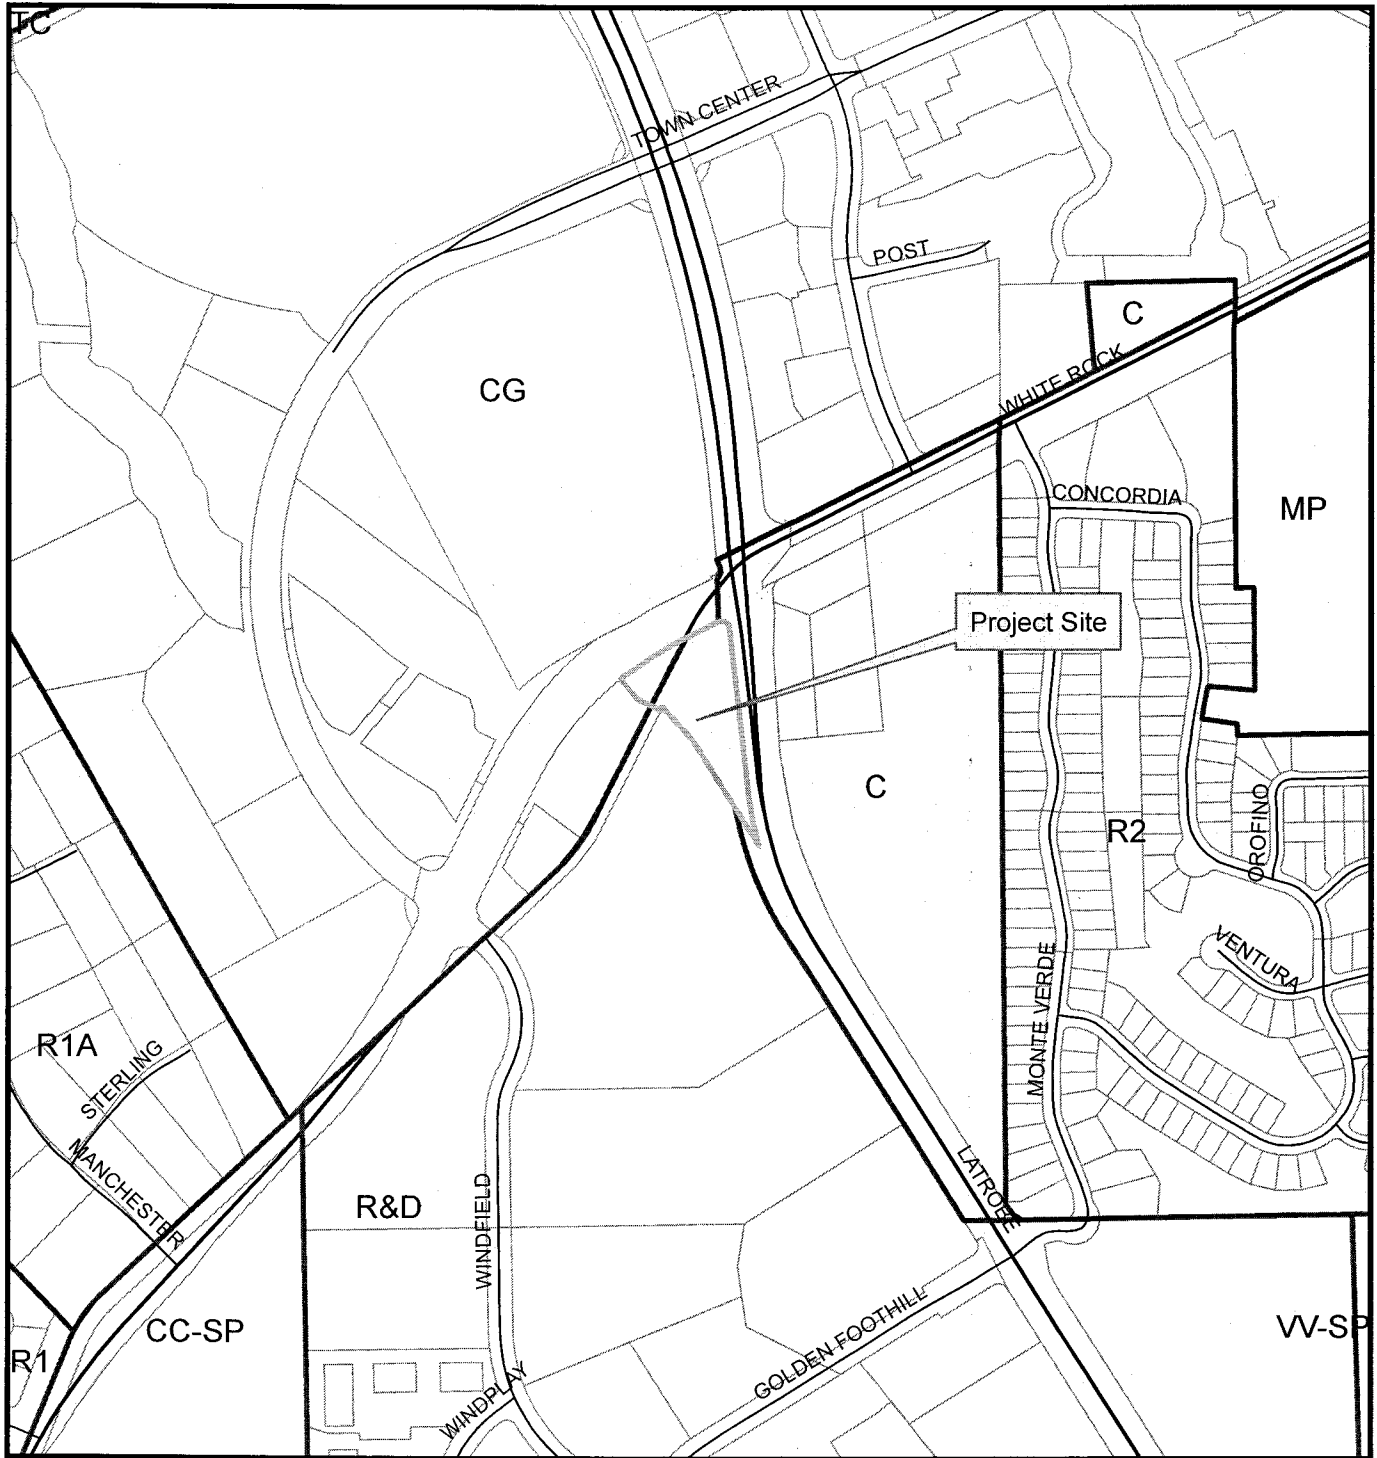 TC
TOWN CENTER
POST
C
CG
WHITE ROCK
CONCORDIA
MP
Project Site
C
R2
OROFINO
VENTURA
MONTE VERDE
R1A
STERLING
MANCHESTER
LATROBE
R&D
WINDFIELD
CC-SP
GOLDEN FOOTHILL
VV-SP
R1
WINDPLAY